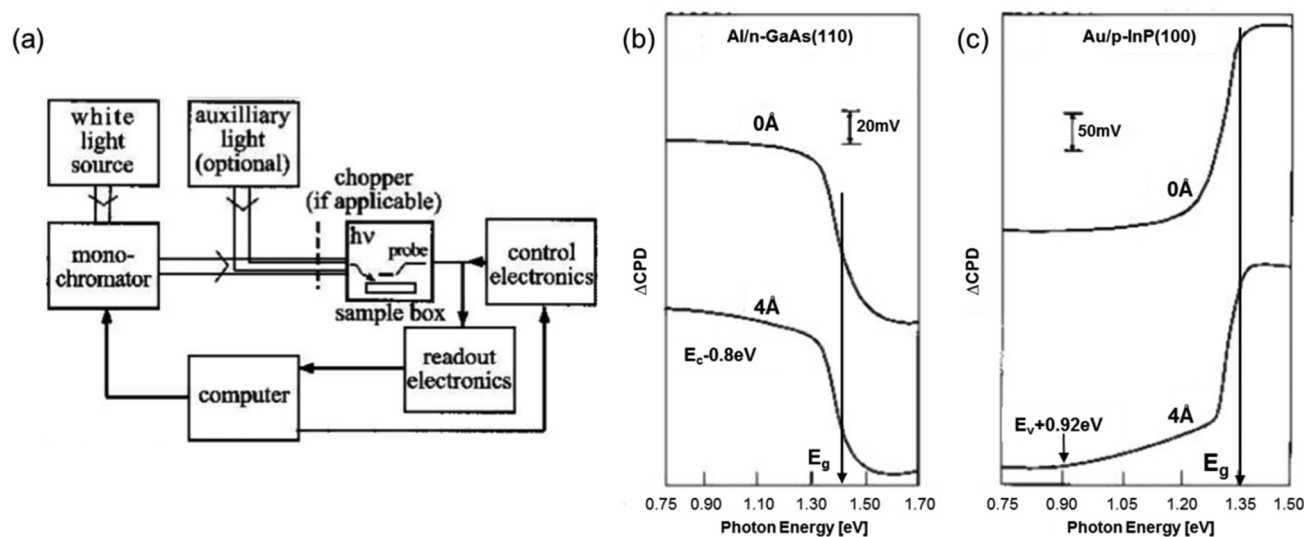 (a)
white
light
source
auxilliary
light
(optional)
chopper
(if applicable)
mono-
chromator
hν
probe
sample box
control
electronics
readout
electronics
computer
(b)
Al/n-GaAs(110)
0Å
20mV
4Å
Ec-0.8eV
Eg
ΔCPD
0.75 0.90 1.10 1.30 1.50 1.70
Photon Energy [eV]
(c)
Au/p-InP(100)
50mV
0Å
4Å
Ev+0.92eV
Eg
ΔCPD
0.75 0.90 1.05 1.20 1.35 1.50
Photon Energy [eV]